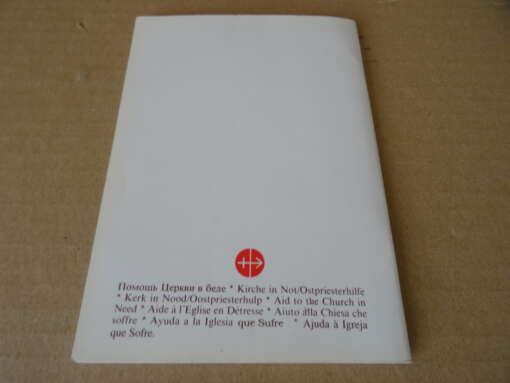 Помошь Церкви в беде * Kirche in Not/Ostpriesterhilfe
* Kerk in Nood/Oostpriesterhulp * Aid to the Church in
Need * Aide à l'Eglise en Détresse * Aiuto alla Chiesa che
soffre * Ayuda a la Iglesia que Sufre * Ajuda à Igreja
que Sofre.